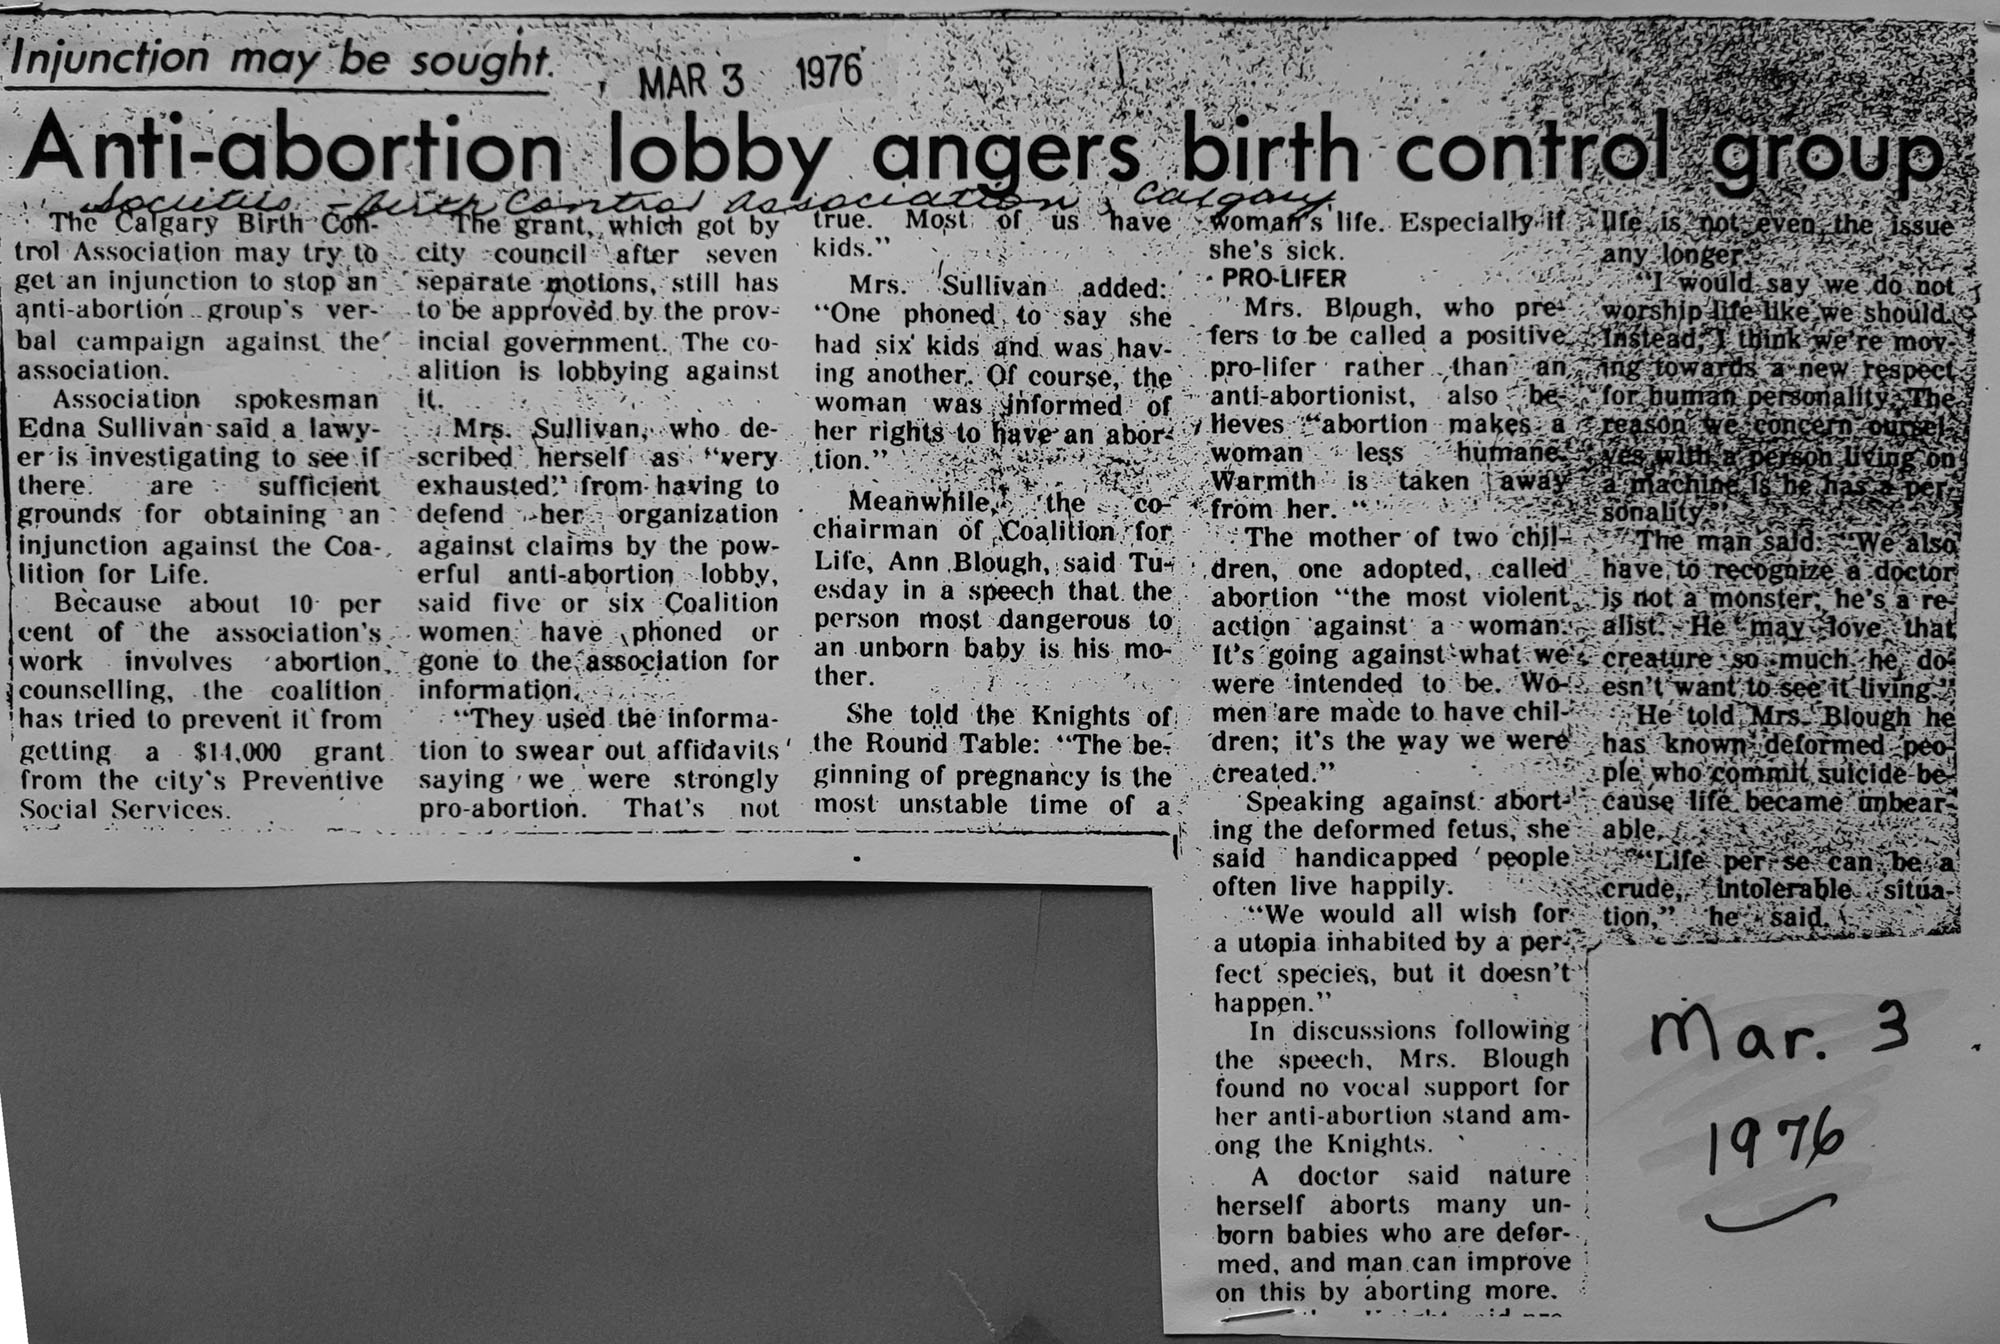 Injunction may be sought.
MAR 3 1976
Anti-abortion lobby angers birth control group
Societies - Birth Control Association, Calgary
The Calgary Birth Con-
trol Association may try to
get an injunction to stop an
anti-abortion group's ver-
bal campaign against the
association.
Association spokesman
Edna Sullivan said a lawy-
er is investigating to see if
there are sufficient
grounds for obtaining an
injunction against the Coa-
lition for Life.
Because about 10 per
cent of the association's
work involves abortion
counselling, the coalition
has tried to prevent it from
getting a $14,000 grant
from the city's Preventive
Social Services.
The grant, which got by
city council after seven
separate motions, still has
to be approved by the prov-
incial government. The co-
alition is lobbying against
it.
Mrs. Sullivan, who de-
scribed herself as "very
exhausted" from having to
defend her organization
against claims by the pow-
erful anti-abortion lobby,
said five or six Coalition
women have phoned or
gone to the association for
information.
"They used the informa-
tion to swear out affidavits
saying we were strongly
pro-abortion. That's not
true. Most of us have
kids."
Mrs. Sullivan added:
"One phoned to say she
had six kids and was hav-
ing another. Of course, the
woman was informed of
her rights to have an abor-
tion."
Meanwhile, the co-
chairman of Coalition for
Life, Ann Blough, said Tu-
esday in a speech that the
person most dangerous to
an unborn baby is his mo-
ther.
She told the Knights of
the Round Table: "The be-
ginning of pregnancy is the
most unstable time of a
woman's life. Especially if
she's sick.
PRO-LIFER
Mrs. Blough, who pre-
fers to be called a positive
pro-lifer rather than an
anti-abortionist, also be-
lieves "abortion makes a
woman less humane.
Warmth is taken away
from her."
The mother of two chil-
dren, one adopted, called
abortion "the most violent
action against a woman.
It's going against what we
were intended to be. Wo-
men are made to have chil-
dren; it's the way we were
created."
Speaking against abort-
ing the deformed fetus, she
said handicapped people
often live happily.
"We would all wish for
a utopia inhabited by a per-
fect species, but it doesn't
happen."
In discussions following
the speech, Mrs. Blough
found no vocal support for
her anti-abortion stand am-
ong the Knights.
A doctor said nature
herself aborts many un-
born babies who are defor-
med, and man can improve
on this by aborting more.
life is not even the issue
any longer.
"I would say we do not
worship life like we should.
Instead, I think we're mov-
ing towards a new respect
for human personality. The
reason we concern oursel-
ves with a person living on
a machine is he has a per-
sonality."
The man said: "We also
have to recognize a doctor
is not a monster; he's a re-
alist. He may love that
creature so much he do-
esn't want to see it living."
He told Mrs. Blough he
has known deformed peo-
ple who commit suicide be-
cause life became unbear-
able.
"Life per se can be a
crude, intolerable situa-
tion," he said.
Mar. 3
1976